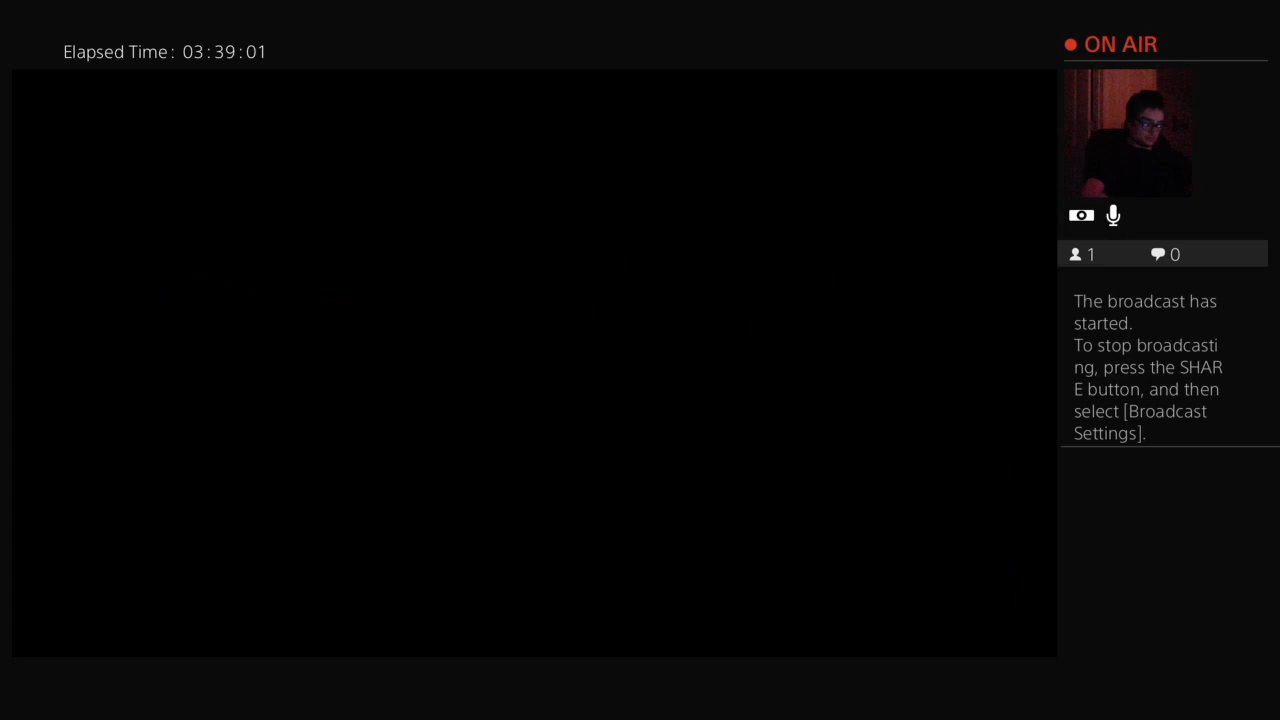 Elapsed Time: 03:39:01
ON AIR
1 0
The broadcast has
started.
To stop broadcasti
ng, press the SHAR
E button, and then
select [Broadcast
Settings].